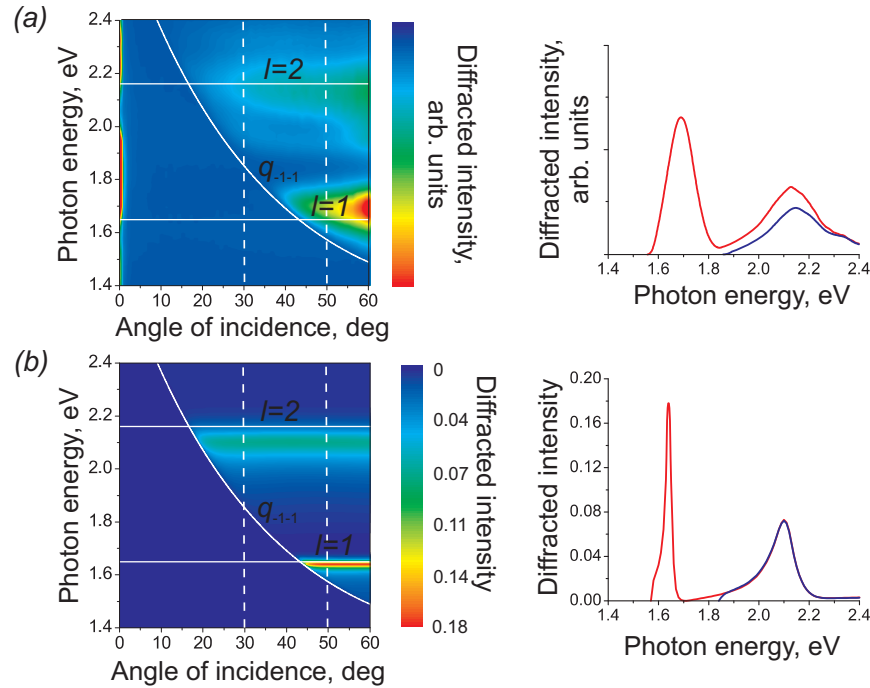 (a)
2.4
2.2
2.0
1.8
1.6
1.4
Photon energy, eV
l=2
q-1-1
l=1
0 10 20 30 40 50 60
Angle of incidence, deg
Diffracted intensity,
arb. units
Diffracted intensity,
arb. units
1.4 1.6 1.8 2.0 2.2 2.4
Photon energy, eV
(b)
2.4
2.2
2.0
1.8
1.6
1.4
Photon energy, eV
l=2
q-1-1
l=1
0 10 20 30 40 50 60
Angle of incidence, deg
0
0.04
0.07
0.11
0.14
0.18
Diffracted intensity
0.20
0.16
0.12
0.08
0.04
0.00
Diffracted intensity
1.4 1.6 1.8 2.0 2.2 2.4
Photon energy, eV